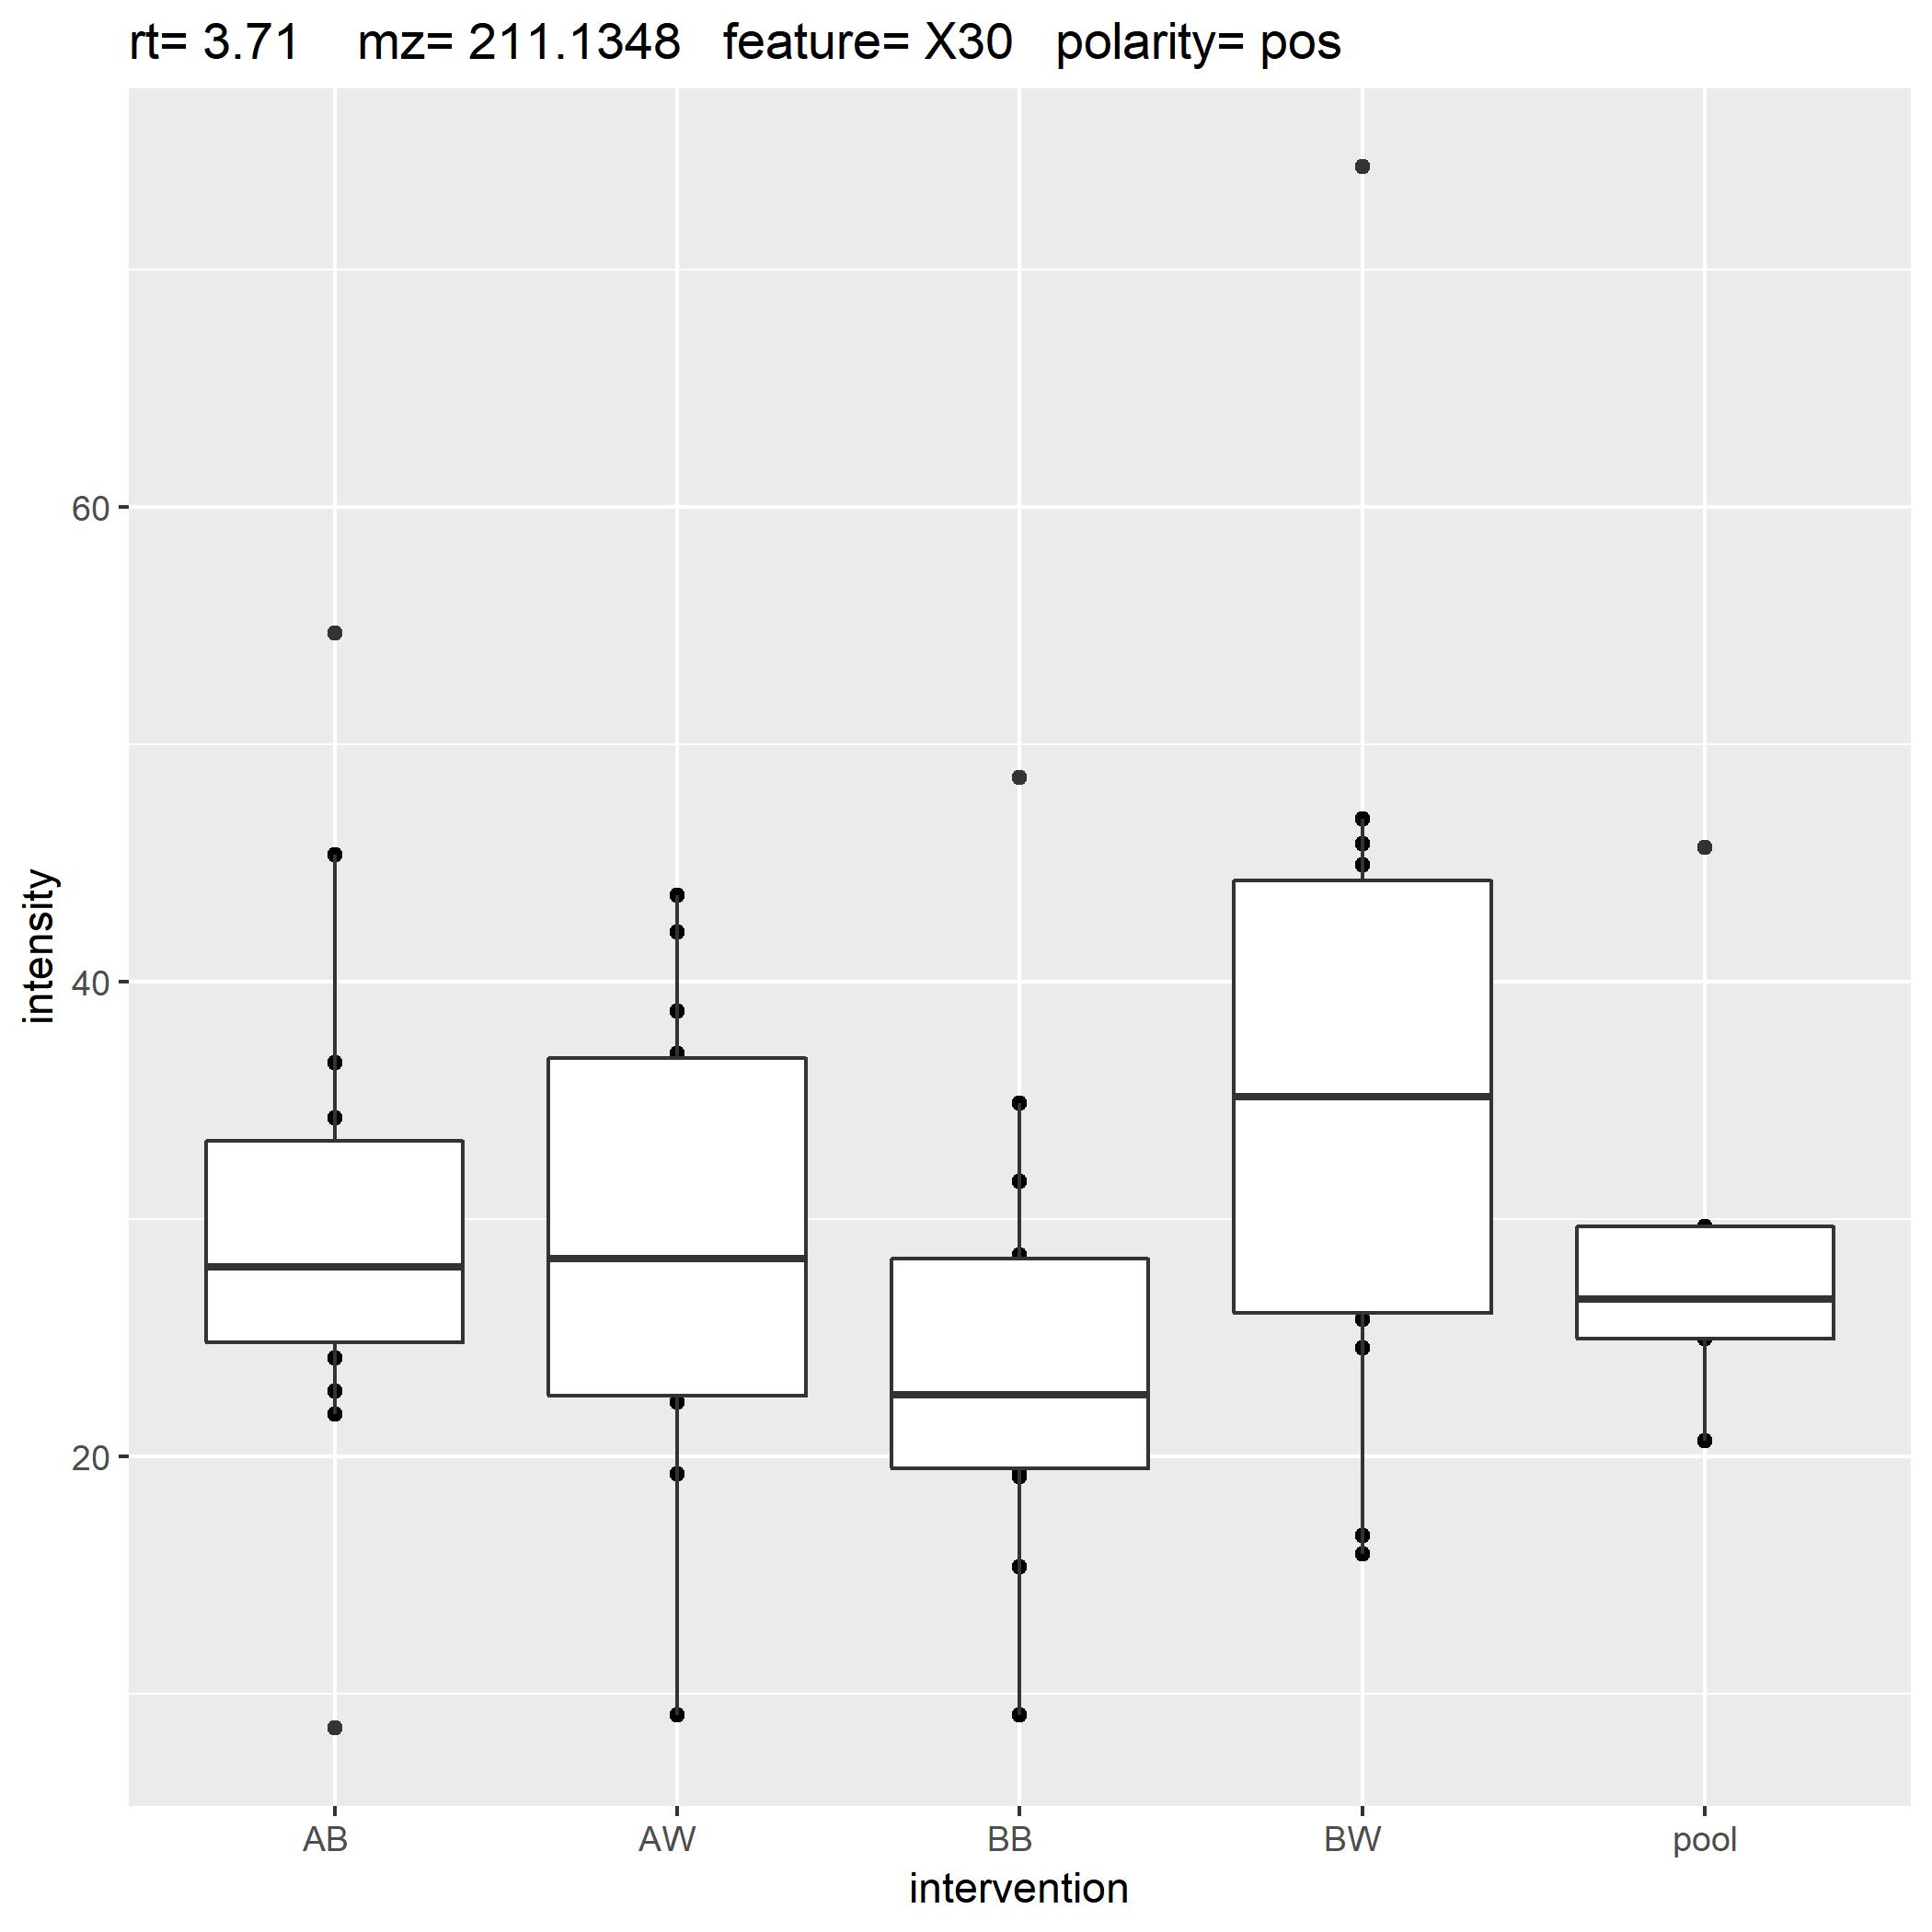 rt= 3.71    mz= 211.1348   feature= X30   polarity= pos
intensity
60
40
20
AB AW BB BW pool
intervention